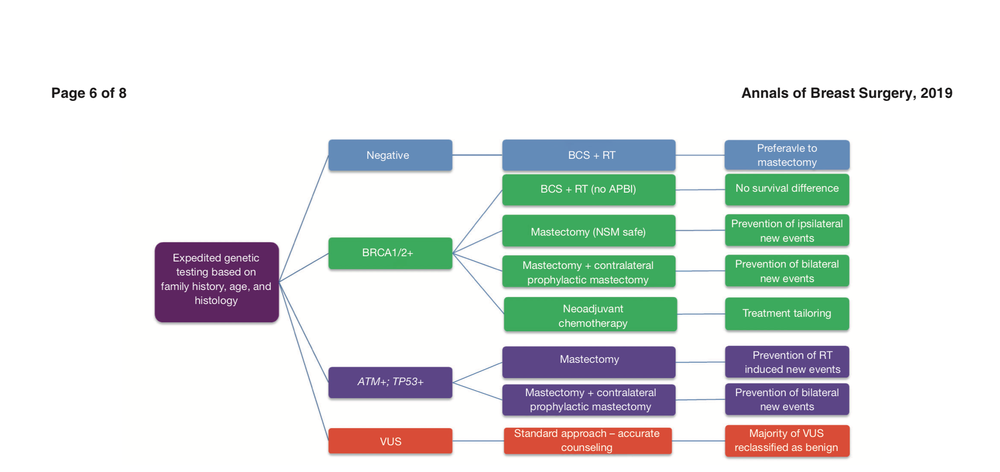 Page 6 of 8
Annals of Breast Surgery, 2019
Expedited genetic
testing based on
family history, age, and
histology
Negative
BCS + RT
Preferavle to
mastectomy
BRCA1/2+
BCS + RT (no APBI)
No survival difference
Mastectomy (NSM safe)
Prevention of ipsilateral
new events
Mastectomy + contralateral
prophylactic mastectomy
Prevention of bilateral
new events
Neoadjuvant
chemotherapy
Treatment tailoring
ATM+; TP53+
Mastectomy
Prevention of RT
induced new events
Mastectomy + contralateral
prophylactic mastectomy
Prevention of bilateral
new events
VUS
Standard approach – accurate
counseling
Majority of VUS
reclassified as benign